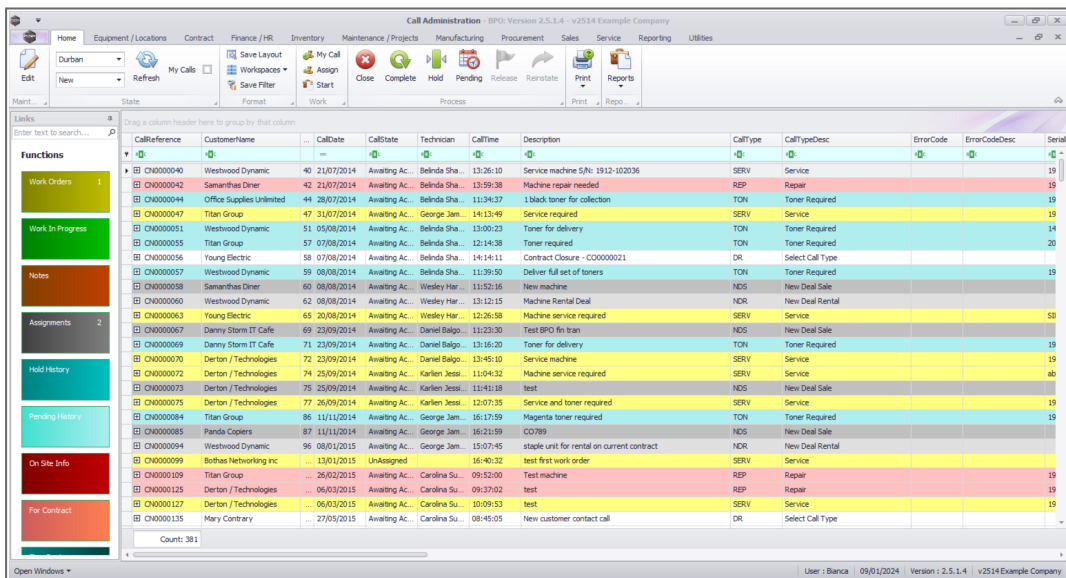 Call Administration - BPO: Version 2.5.1.4 - v2514 Example Company
Home Equipment / Locations Contract Finance / HR Inventory Maintenance / Projects Manufacturing Procurement Sales Service Reporting Utilities
Durban Save Layout My Call
My Calls Workspaces Assign
Edit New Refresh Save Filter Start Close Complete Hold Pending Release Reinstate Print Reports
Maint... State Format Work Process Print Repo...
Links
Enter text to search...
Functions
Work Orders 1
Work In Progress
Notes
Assignments 2
Hold History
Pending History
On Site Info
For Contract
Drag a column header here to group by that column
CallReference CustomerName ... CallDate CallState Technician CallTime Description CallType CallTypeDesc ErrorCode ErrorCodeDesc Serial
CN0000040 Westwood Dynamic 40 21/07/2014 Awaiting Ac... Belinda Sha... 13:26:10 Service machine S/N: 1912-102036 SERV Service 19
CN0000042 Samanthas Diner 42 21/07/2014 Awaiting Ac... Belinda Sha... 13:59:38 Machine repair needed REP Repair 19
CN0000044 Office Supplies Unlimited 44 28/07/2014 Awaiting Ac... Belinda Sha... 11:34:37 1 black toner for collection TON Toner Required 19
CN0000047 Titan Group 47 31/07/2014 Awaiting Ac... George Jam... 14:13:49 Service required SERV Service 19
CN0000051 Westwood Dynamic 51 05/08/2014 Awaiting Ac... Belinda Sha... 13:00:23 Toner for delivery TON Toner Required 14
CN0000055 Titan Group 57 07/08/2014 Awaiting Ac... Belinda Sha... 12:14:38 Toner required TON Toner Required 20
CN0000056 Young Electric 58 07/08/2014 Awaiting Ac... Belinda Sha... 14:14:11 Contract Closure - CO0000021 DR Select Call Type
CN0000057 Westwood Dynamic 59 08/08/2014 Awaiting Ac... Belinda Sha... 11:39:50 Deliver full set of toners TON Toner Required 19
CN0000058 Samanthas Diner 60 08/08/2014 Awaiting Ac... Wesley Har... 11:52:16 New machine NDS New Deal Sale
CN0000060 Westwood Dynamic 62 08/08/2014 Awaiting Ac... Wesley Har... 13:12:15 Machine Rental Deal NDR New Deal Rental
CN0000063 Young Electric 65 20/08/2014 Awaiting Ac... Wesley Har... 12:26:58 Machine service required SERV Service
CN0000067 Danny Storm IT Cafe 69 23/09/2014 Awaiting Ac... Daniel Balgo... 11:23:30 Test BPO fin tran NDS New Deal Sale
CN0000069 Danny Storm IT Cafe 71 23/09/2014 Awaiting Ac... Daniel Balgo... 13:16:20 Toner for delivery TON Toner Required 19
CN0000070 Derton / Technologies 72 23/09/2014 Awaiting Ac... Daniel Balgo... 13:45:10 Service machine SERV Service 19
CN0000072 Derton / Technologies 74 25/09/2014 Awaiting Ac... Karlien Jessi... 11:04:32 Machine service required SERV Service ab
CN0000073 Derton / Technologies 75 25/09/2014 Awaiting Ac... Karlien Jessi... 11:41:18 test NDS New Deal Sale
CN0000075 Derton / Technologies 77 26/09/2014 Awaiting Ac... Karlien Jessi... 12:07:35 Service and toner required SERV Service 19
CN0000084 Titan Group 86 11/11/2014 Awaiting Ac... George Jam... 16:17:59 Magenta toner required TON Toner Required 19
CN0000085 Panda Copiers 87 11/11/2014 Awaiting Ac... George Jam... 16:21:59 CO789 NDS New Deal Sale
CN0000094 Westwood Dynamic 96 08/01/2015 Awaiting Ac... George Jam... 15:07:45 staple unit for rental on current contract NDR New Deal Rental
CN0000099 Bothas Networking inc ... 13/01/2015 UnAssigned 16:40:32 test first work order SERV Service
CN0000109 Titan Group ... 26/02/2015 Awaiting Ac... Carolina Su... 09:52:00 Test machine REP Repair 19
CN0000125 Derton / Technologies ... 06/03/2015 Awaiting Ac... Carolina Su... 09:37:02 test REP Repair 19
CN0000127 Derton / Technologies ... 06/03/2015 Awaiting Ac... Carolina Su... 10:09:53 test SERV Service 19
CN0000135 Mary Contrary ... 27/05/2015 Awaiting Ac... Carolina Su... 08:45:05 New customer contact call DR Select Call Type
Count: 381
Open Windows User : Bianca 09/01/2024 Version : 2.5.1.4 v2514 Example Company